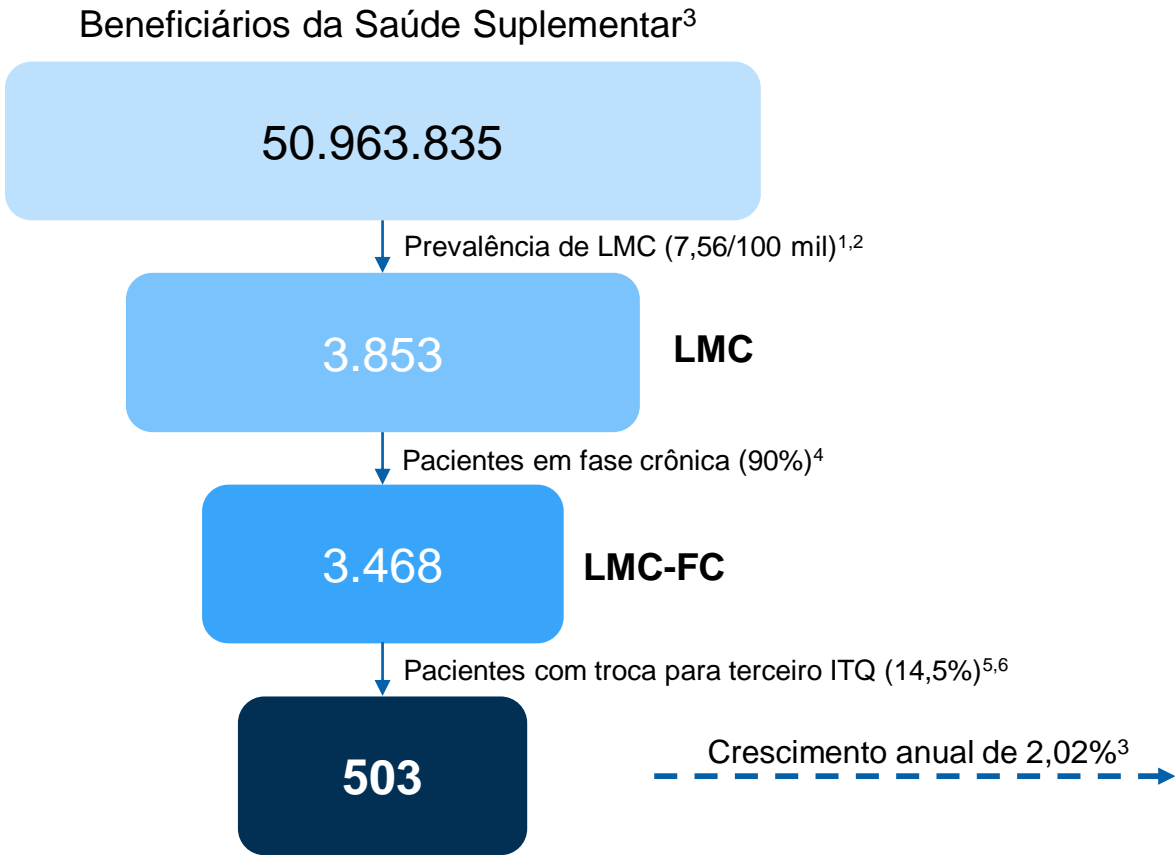 Beneficiários da Saúde Suplementar³
50.963.835
Prevalência de LMC (7,56/100 mil)¹,²
3.853
LMC
Pacientes em fase crônica (90%)⁴
3.468
LMC-FC
Pacientes com troca para terceiro ITQ (14,5%)⁵,⁶
503
Crescimento anual de 2,02%³